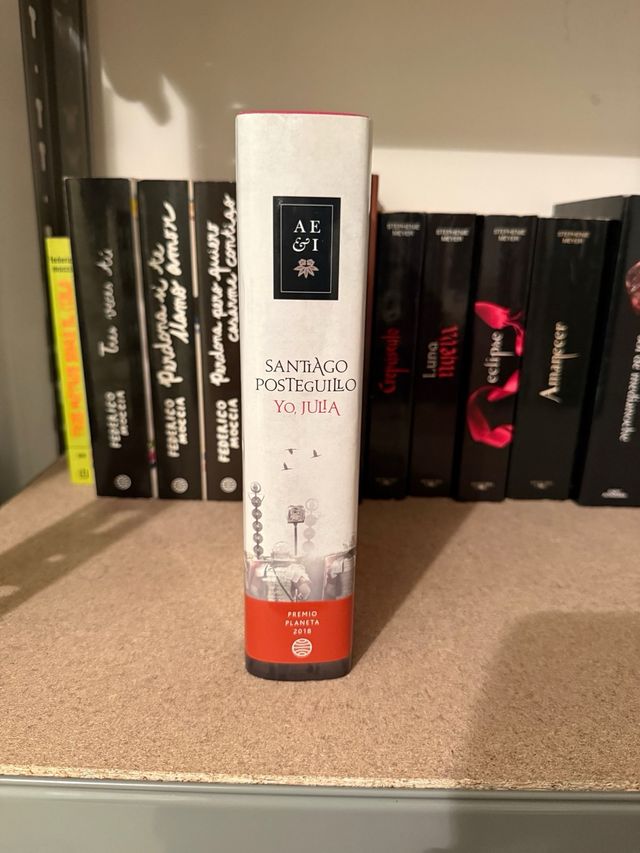 AE
&I
SANTIAGO
POSTEGUILLO
YO, JULIA
PREMIO
PLANETA
2018
federico
moccia
FEDERICO
MOCCIA
Tres veces tú
FEDERICO
MOCCIA
Perdona si te
llamo amor
FEDERICO
MOCCIA
Perdona pero quiero
casarme contigo
STEPHENIE
MEYER
Crepúsculo
STEPHENIE
MEYER
Luna
nueva
STEPHENIE
MEYER
eclipse
STEPHENIE
MEYER
Amanecer